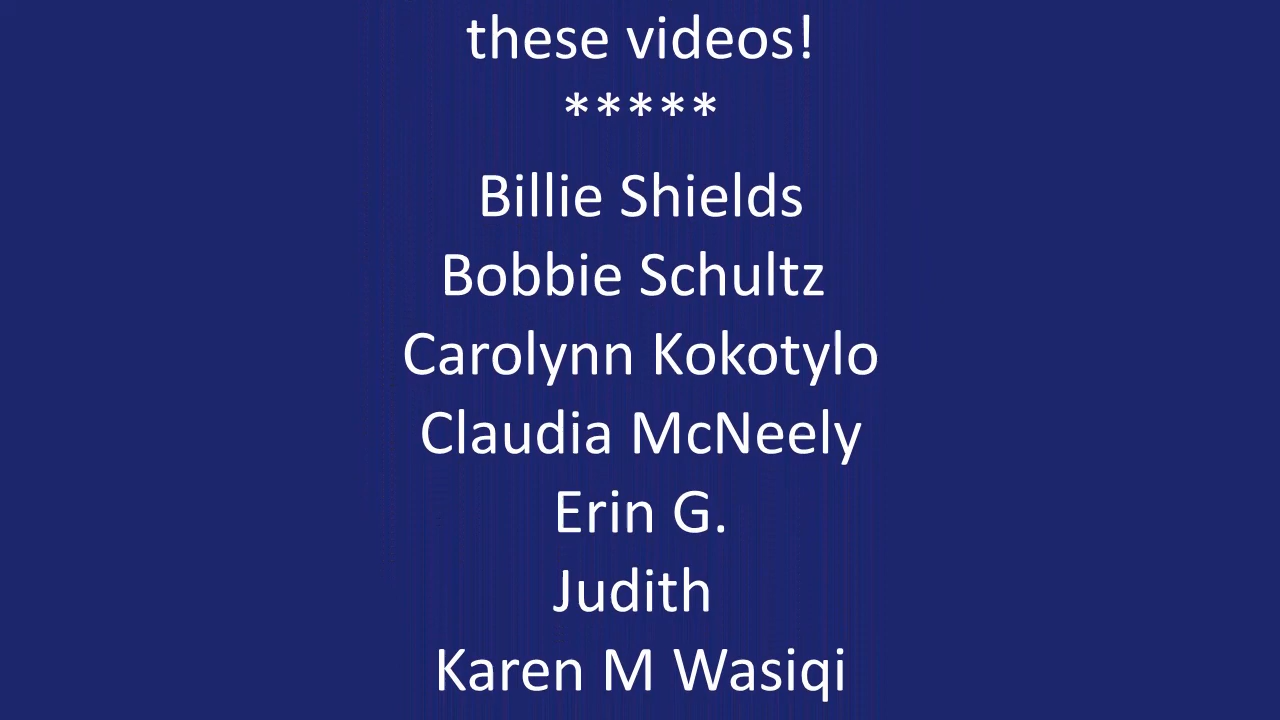 these videos!
*****
Billie Shields
Bobbie Schultz
Carolynn Kokotylo
Claudia McNeely
Erin G.
Judith
Karen M Wasiqi